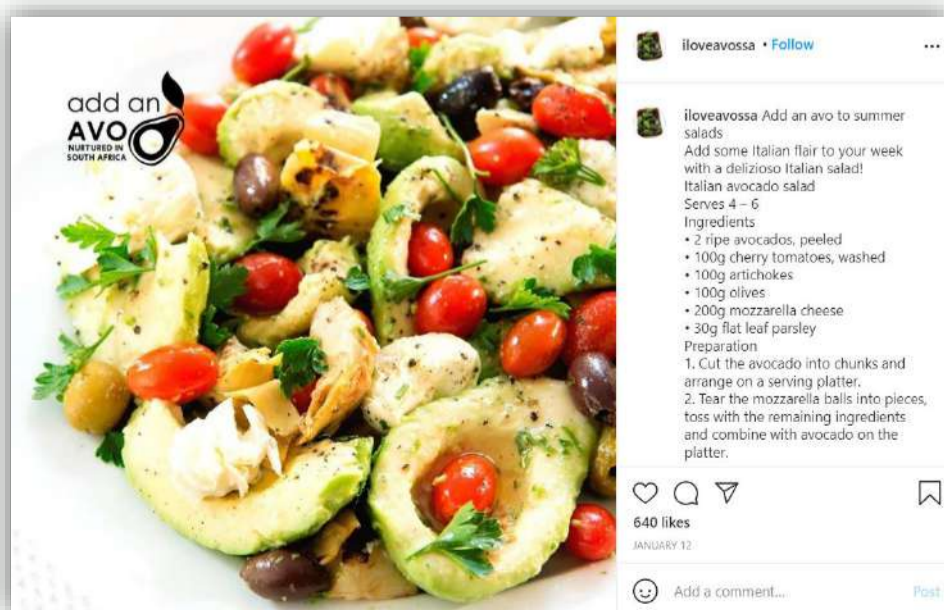 add an
AVO
NURTURED IN
SOUTH AFRICA
iloveavossa • Follow
iloveavossa Add an avo to summer
salads
Add some Italian flair to your week
with a delizioso Italian salad!
Italian avocado salad
Serves 4 – 6
Ingredients
• 2 ripe avocados, peeled
• 100g cherry tomatoes, washed
• 100g artichokes
• 100g olives
• 200g mozzarella cheese
• 30g flat leaf parsley
Preparation
1. Cut the avocado into chunks and
arrange on a serving platter.
2. Tear the mozzarella balls into pieces,
toss with the remaining ingredients
and combine with avocado on the
platter.
640 likes
JANUARY 12
Add a comment...
Post